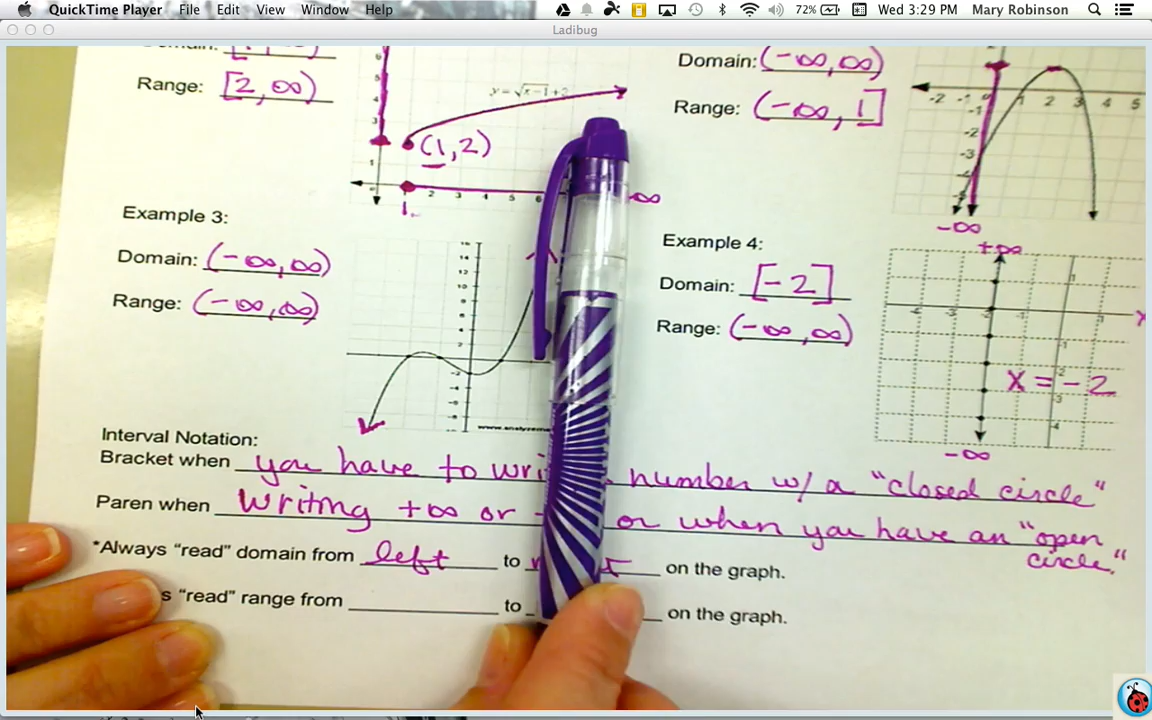 QuickTime Player File Edit View Window Help 72% Wed 3:29 PM Mary Robinson
Ladibug
Range: [2, ∞)
y = √x−1+2
(1,2)
Domain: (-∞, ∞)
Range: (-∞, 1]
-∞
Example 3:
Domain: (-∞, ∞)
Range: (-∞, ∞)
Example 4:
Domain: [-2]
Range: (-∞, ∞)
+∞
x = -2
-∞
Interval Notation:
Bracket when you have to number w/ a "closed circle"
Paren when writing +∞ or or when you have an "open
circle."
*Always "read" domain from left to on the graph.
"read" range from to on the graph.